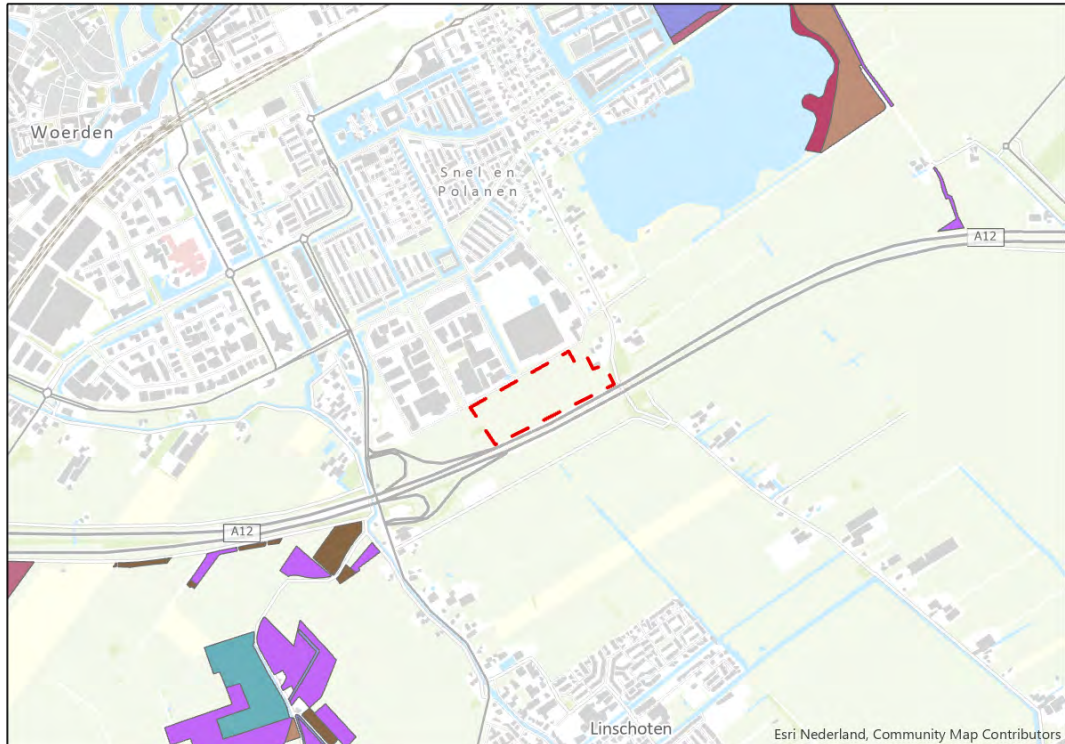 Woerden
Snel en
Polanen
A12
A12
Linschoten
Esri Nederland, Community Map Contributors